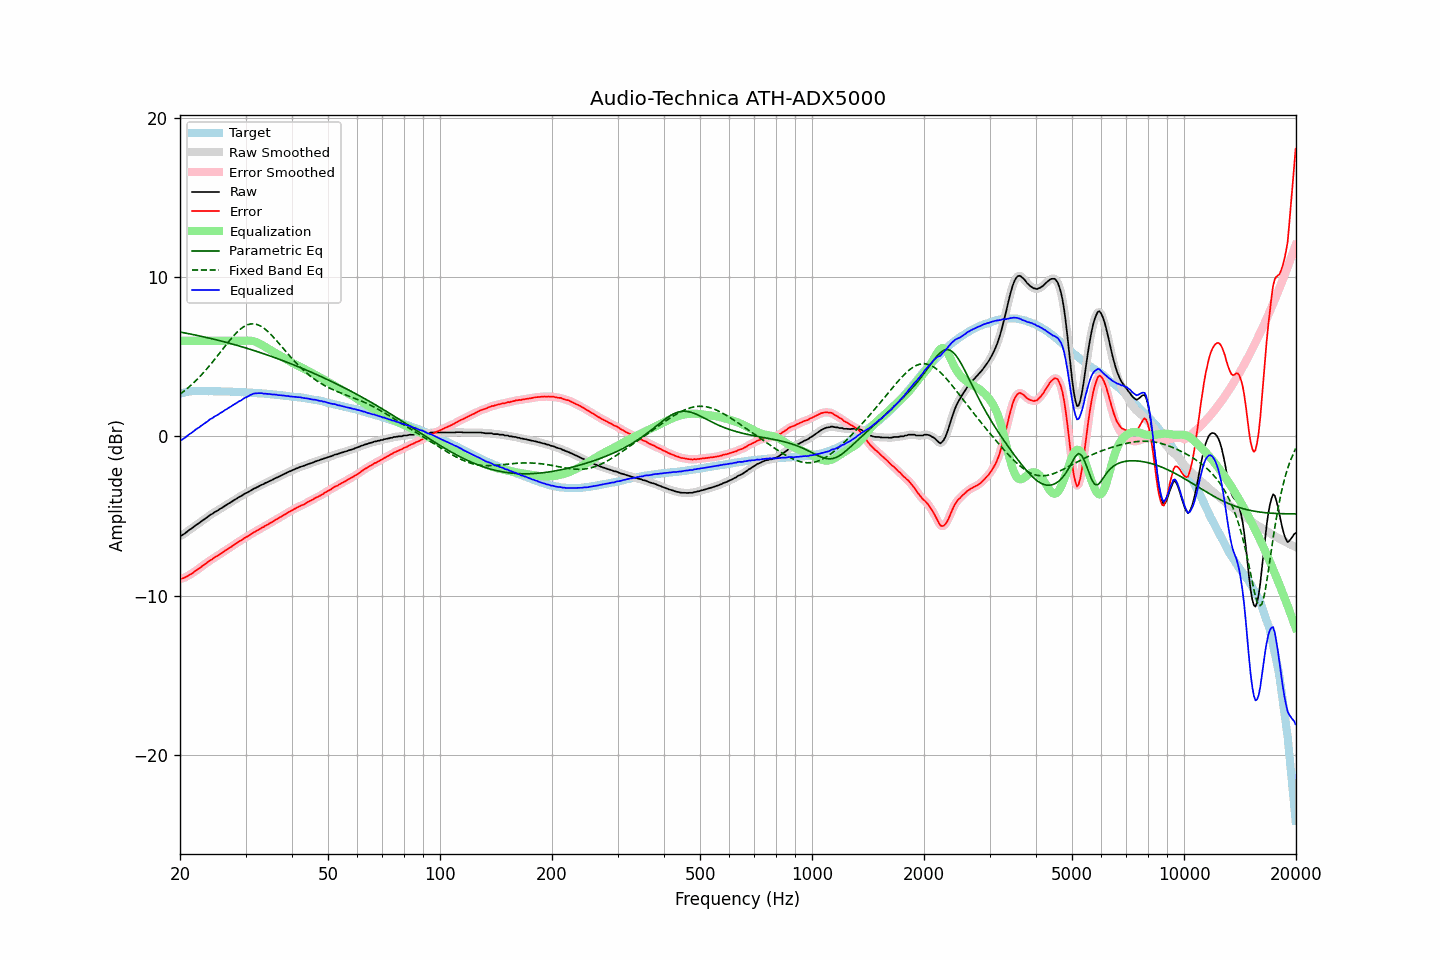 Audio-Technica ATH-ADX5000
Target
Raw Smoothed
Error Smoothed
Raw
Error
Equalization
Parametric Eq
Fixed Band Eq
Equalized
20
10
0
−10
−20
Amplitude (dBr)
20 50 100 200 500 1000 2000 5000 10000 20000
Frequency (Hz)